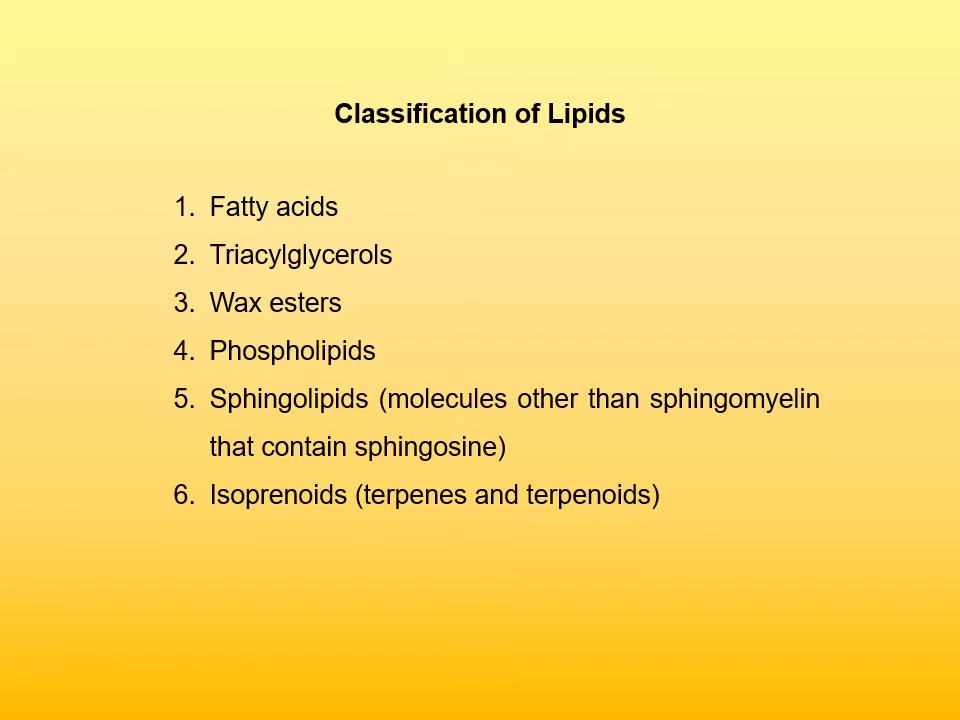 Classification of Lipids
1. Fatty acids
2. Triacylglycerols
3. Wax esters
4. Phospholipids
5. Sphingolipids (molecules other than sphingomyelin
that contain sphingosine)
6. Isoprenoids (terpenes and terpenoids)